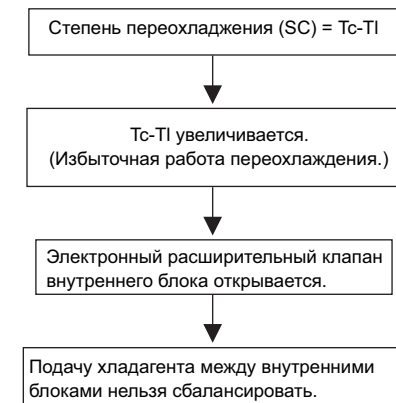 Степень переохладжения (SC) = Tc-Tl
Tc-Tl увеличивается.
(Избыточная работа переохлаждения.)
Электронный расширительный клапан
внутреннего блока открывается.
Подачу хладагента между внутренними
блоками нельзя сбалансировать.